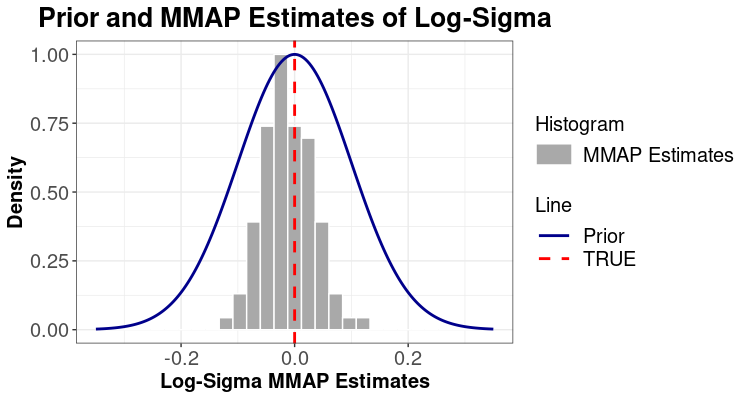 Prior and MMAP Estimates of Log-Sigma
Density
1.00
0.75
0.50
0.25
0.00
-0.2
0.0
0.2
Log-Sigma MMAP Estimates
Histogram
MMAP Estimates
Line
Prior
TRUE